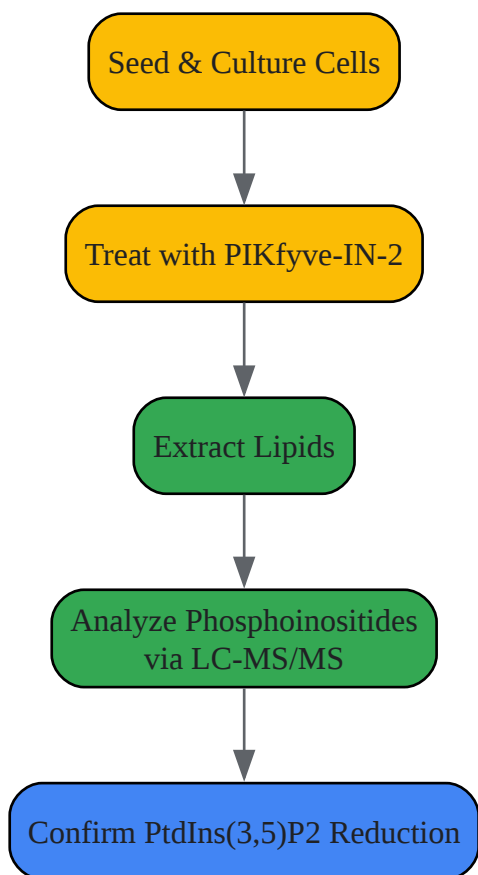 Seed & Culture Cells
Treat with PIKfyve-IN-2
Extract Lipids
Analyze Phosphoinositides
via LC-MS/MS
Confirm PtdIns(3,5)P2 Reduction